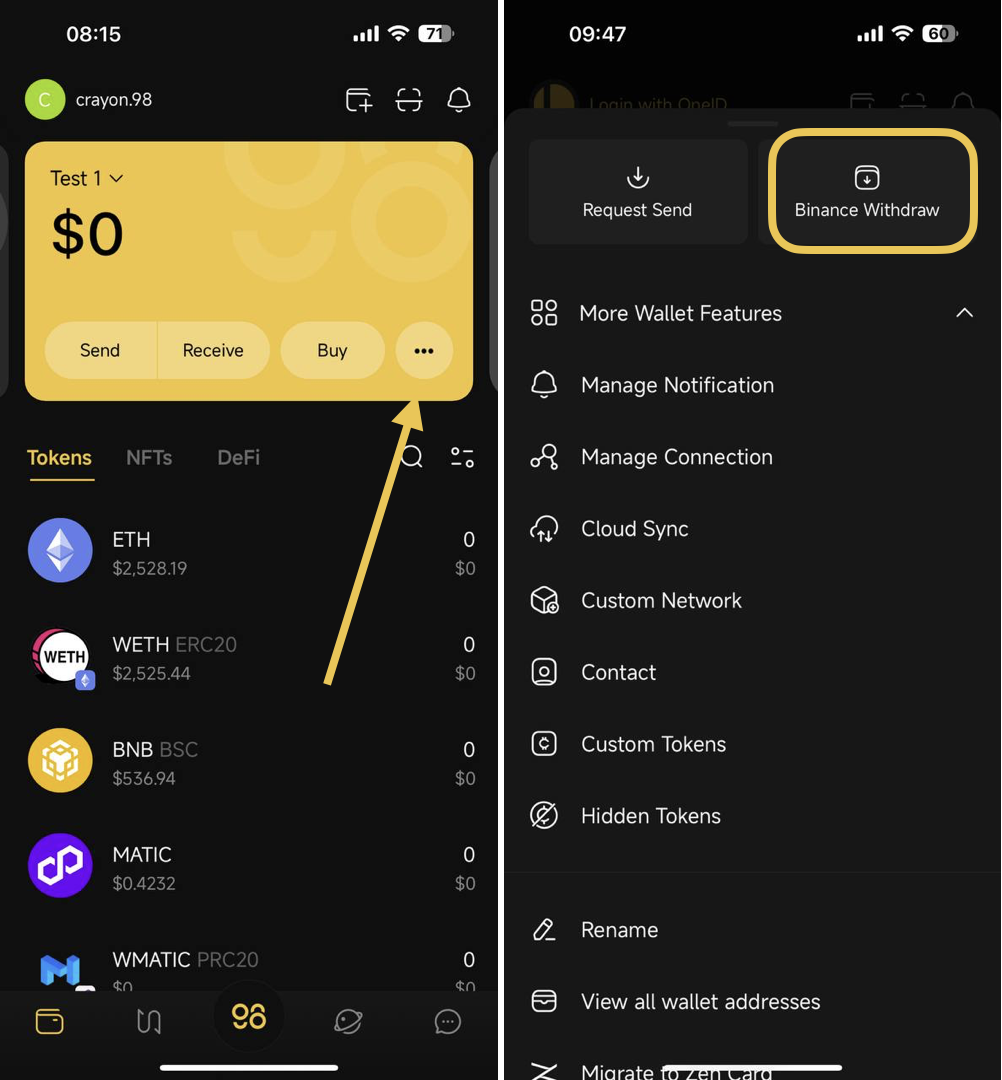 08:15
71
C
crayon.98
Test 1
$0
Send
Receive
Buy
Tokens
NFTs
DeFi
ETH
0
$2,528.19
$0
WETH
WETH ERC20
0
$2,525.44
$0
BNB BSC
0
$536.94
$0
MATIC
0
$0.4232
$0
WMATIC PRC20
0
$0
$0
09:47
60
Login with OneID
Request Send
Binance Withdraw
More Wallet Features
Manage Notification
Manage Connection
Cloud Sync
Custom Network
Contact
Custom Tokens
Hidden Tokens
Rename
View all wallet addresses
Migrate to Zen Card